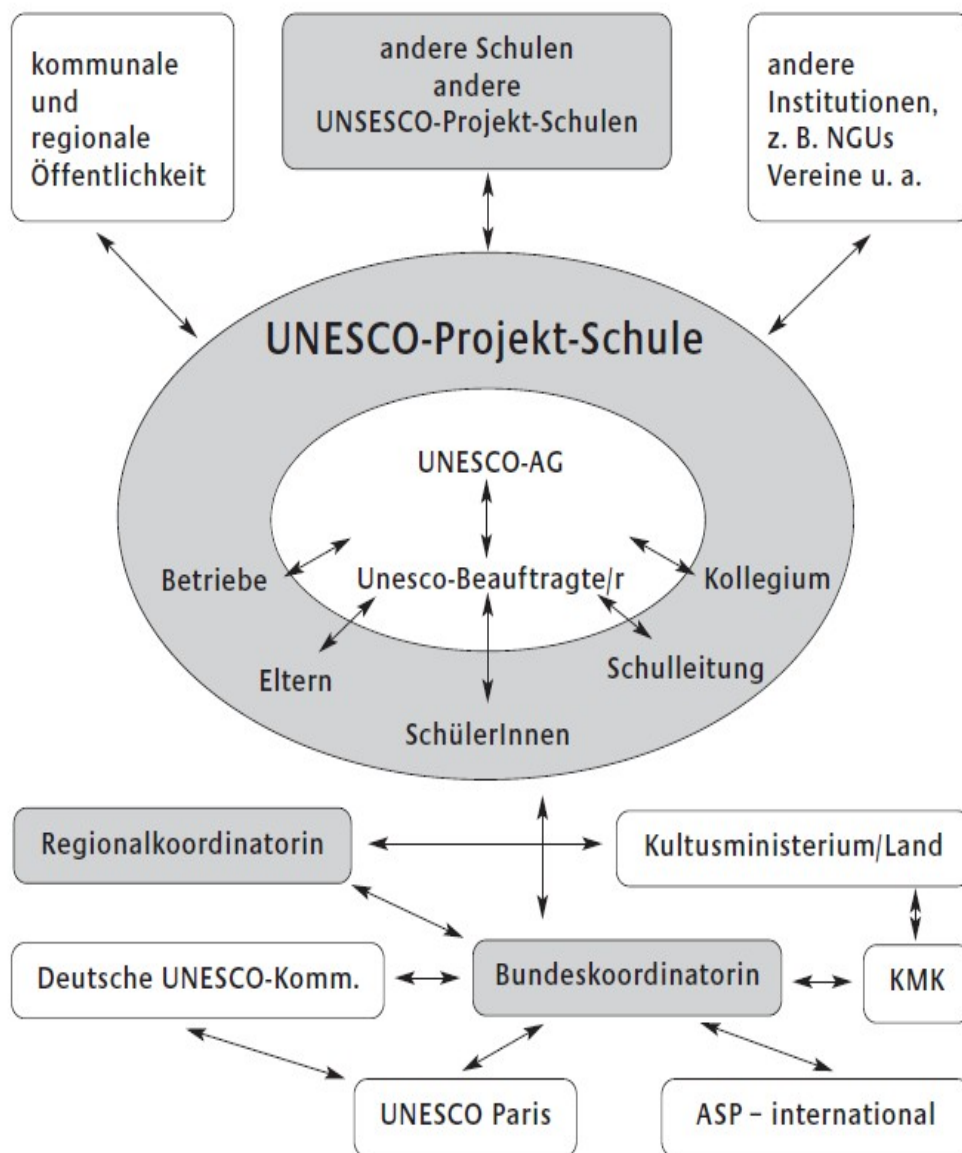 kommunale
und
regionale
Öffentlichkeit
andere Schulen
andere
UNSESCO-Projekt-Schulen
andere
Institutionen,
z. B. NGUs
Vereine u. a.
UNESCO-Projekt-Schule
UNESCO-AG
Betriebe
Unesco-Beauftragte/r
Kollegium
Eltern
Schulleitung
SchülerInnen
Regionalkoordinatorin
Kultusministerium/Land
Deutsche UNESCO-Komm.
Bundeskoordinatorin
KMK
UNESCO Paris
ASP – international